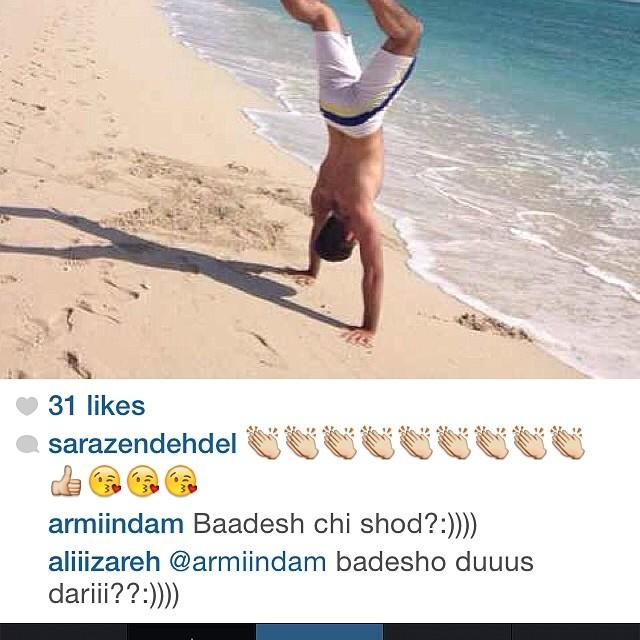 31 likes
sarazendehdel 👏👏👏👏👏👏👏👏👏
👍😘😘😘
armiindam Baadesh chi shod?:))))
aliiizareh @armiindam badesho duuus
dariii??:))))